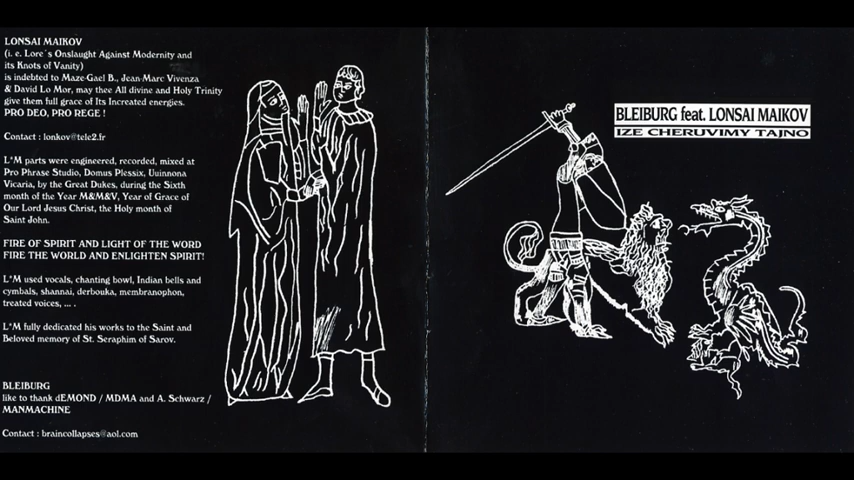 LONSAI MAIKOV
(i. e. Lore`s Onslaught Against Modernity and
its Knots of Vanity)
is indebted to Maze-Gael B., Jean-Marc Vivenza
& David Lo Mor, may thee All divine and Holy Trinity
give them full grace of Its Increated energies.
PRO DEO, PRO REGE !
Contact : lonkov@tele2.fr
L*M parts were engineered, recorded, mixed at
Pro Phrase Studio, Domus Plessix, Uuinnona
Vicaria, by the Great Dukes, during the Sixth
month of the Year M&M&V, Year of Grace of
Our Lord Jesus Christ, the Holy month of
Saint John.
FIRE OF SPIRIT AND LIGHT OF THE WORD
FIRE THE WORLD AND ENLIGHTEN SPIRIT!
L*M used vocals, chanting bowl, Indian bells and
cymbals, shannai, derbouka, membranophon,
treated voices, ... .
L*M fully dedicated his works to the Saint and
Beloved memory of St. Seraphim of Sarov.
BLEIBURG
like to thank dEMOND / MDMA and A. Schwarz /
MANMACHINE
Contact : braincollapses@aol.com
BLEIBURG feat. LONSAI MAIKOV
IZE CHERUVIMY TAJNO